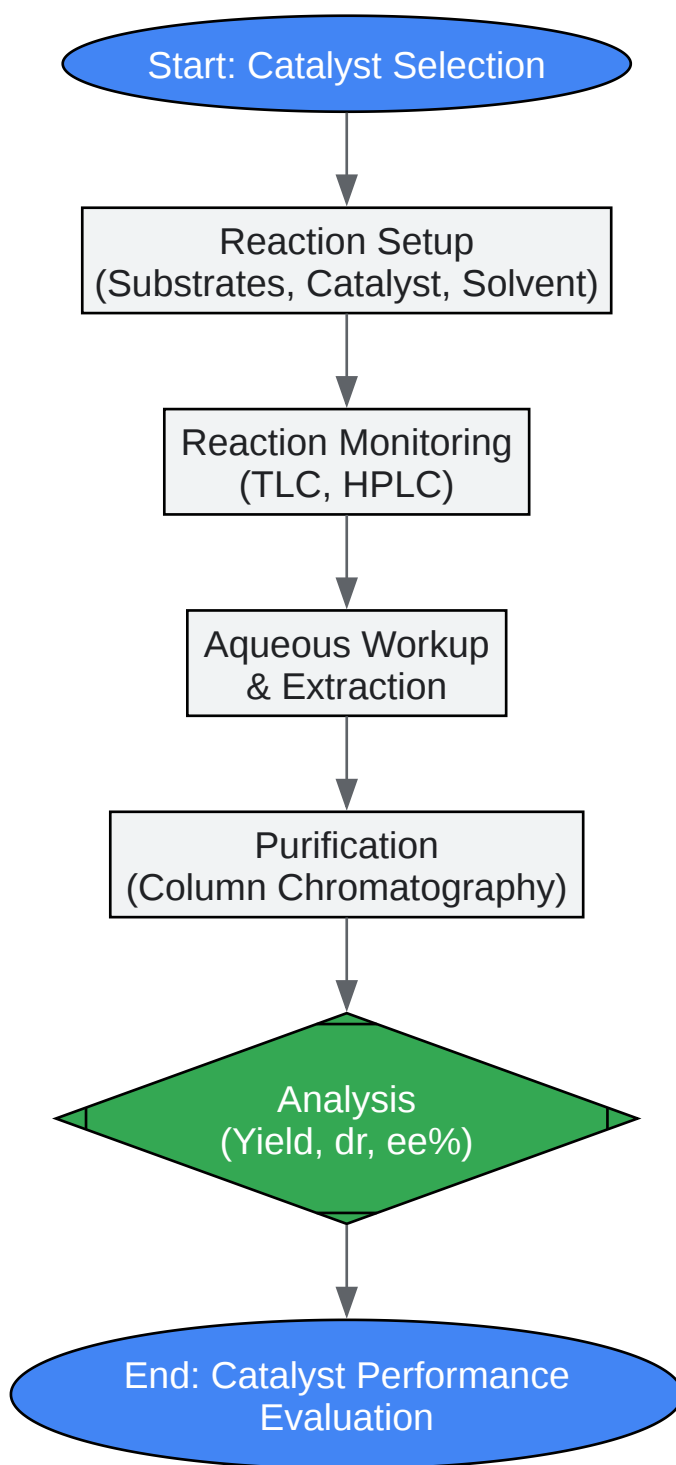 Start: Catalyst Selection
Reaction Setup
(Substrates, Catalyst, Solvent)
Reaction Monitoring
(TLC, HPLC)
Aqueous Workup
& Extraction
Purification
(Column Chromatography)
Analysis
(Yield, dr, ee%)
End: Catalyst Performance
Evaluation